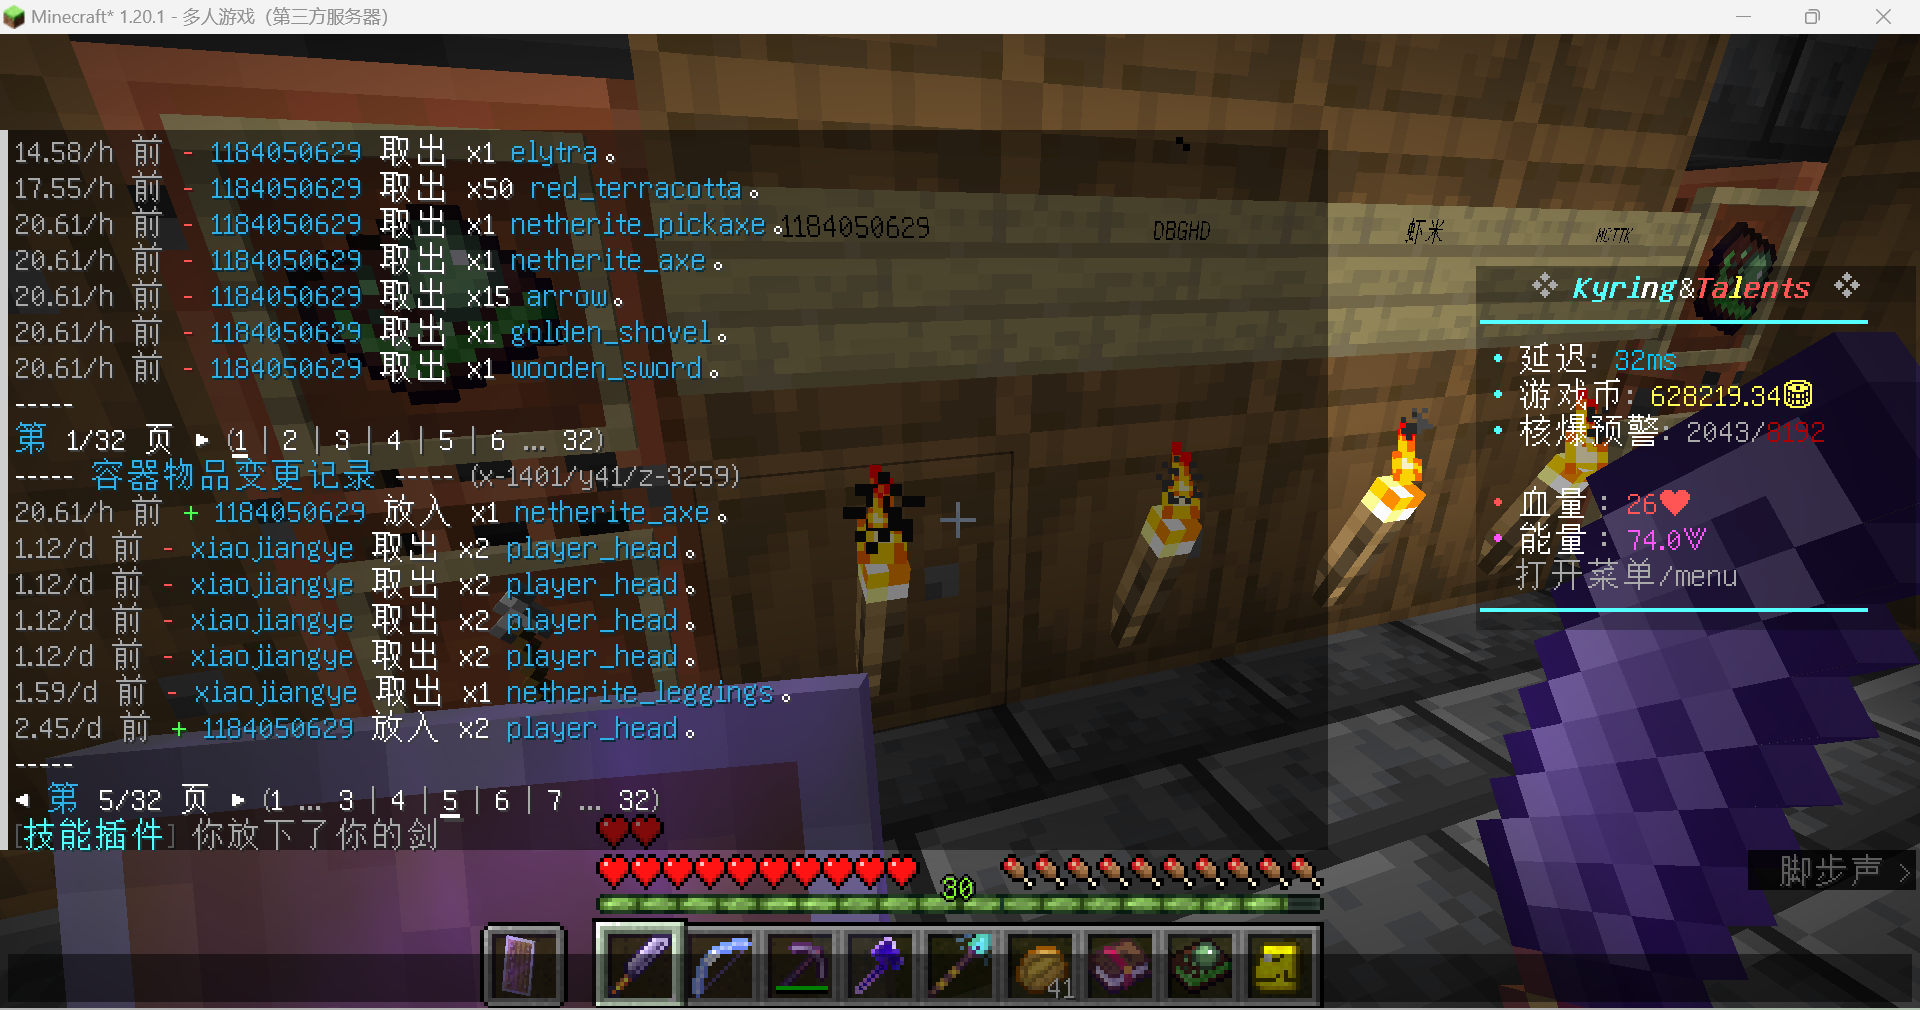 Minecraft* 1.20.1 - 多人游戏（第三方服务器）
14.58/h 前 - 1184050629 取出 x1 elytra。
17.55/h 前 - 1184050629 取出 x50 red_terracotta。
20.61/h 前 - 1184050629 取出 x1 netherite_pickaxe。
20.61/h 前 - 1184050629 取出 x1 netherite_axe。
20.61/h 前 - 1184050629 取出 x15 arrow。
20.61/h 前 - 1184050629 取出 x1 golden_shovel。
20.61/h 前 - 1184050629 取出 x1 wooden_sword。
-----
第 1/32 页 ► (1 | 2 | 3 | 4 | 5 | 6 … 32)
----- 容器物品变更记录 ----- (x-1401/y41/z-3259)
20.61/h 前 + 1184050629 放入 x1 netherite_axe。
1.12/d 前 - xiaojiangye 取出 x2 player_head。
1.12/d 前 - xiaojiangye 取出 x2 player_head。
1.12/d 前 - xiaojiangye 取出 x2 player_head。
1.12/d 前 - xiaojiangye 取出 x2 player_head。
1.59/d 前 - xiaojiangye 取出 x1 netherite_leggings。
2.45/d 前 + 1184050629 放入 x2 player_head。
-----
◄ 第 5/32 页 ► (1 … 3 | 4 | 5 | 6 | 7 … 32)
[技能插件] 你放下了你的剑
1184050629
DBGHD
虾米
MCTTK
Kyring&Talents
• 延迟: 32ms
• 游戏币: 628219.34
• 核爆预警: 2043/8192
• 血量 : 26❤
• 能量 : 74.0
打开菜单/menu
脚步声 >
30
41